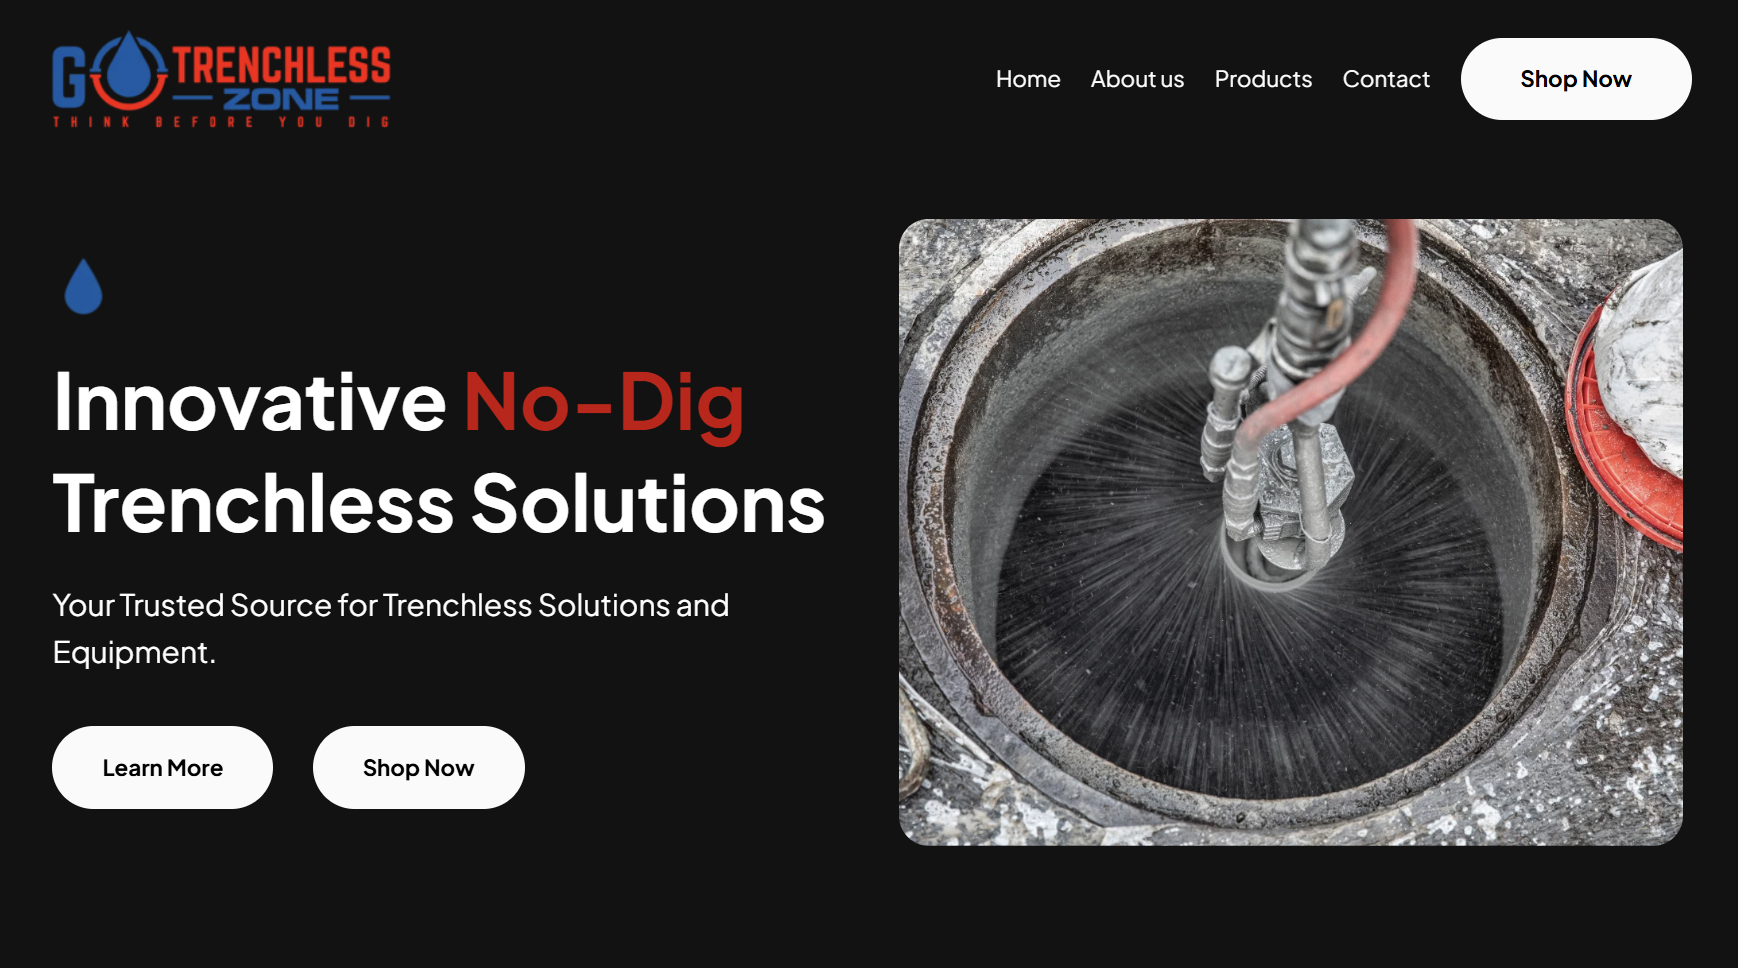 GO TRENCHLESS
ZONE
THINK BEFORE YOU DIG
Home About us Products Contact Shop Now
Innovative No-Dig
Trenchless Solutions
Your Trusted Source for Trenchless Solutions and
Equipment.
Learn More Shop Now